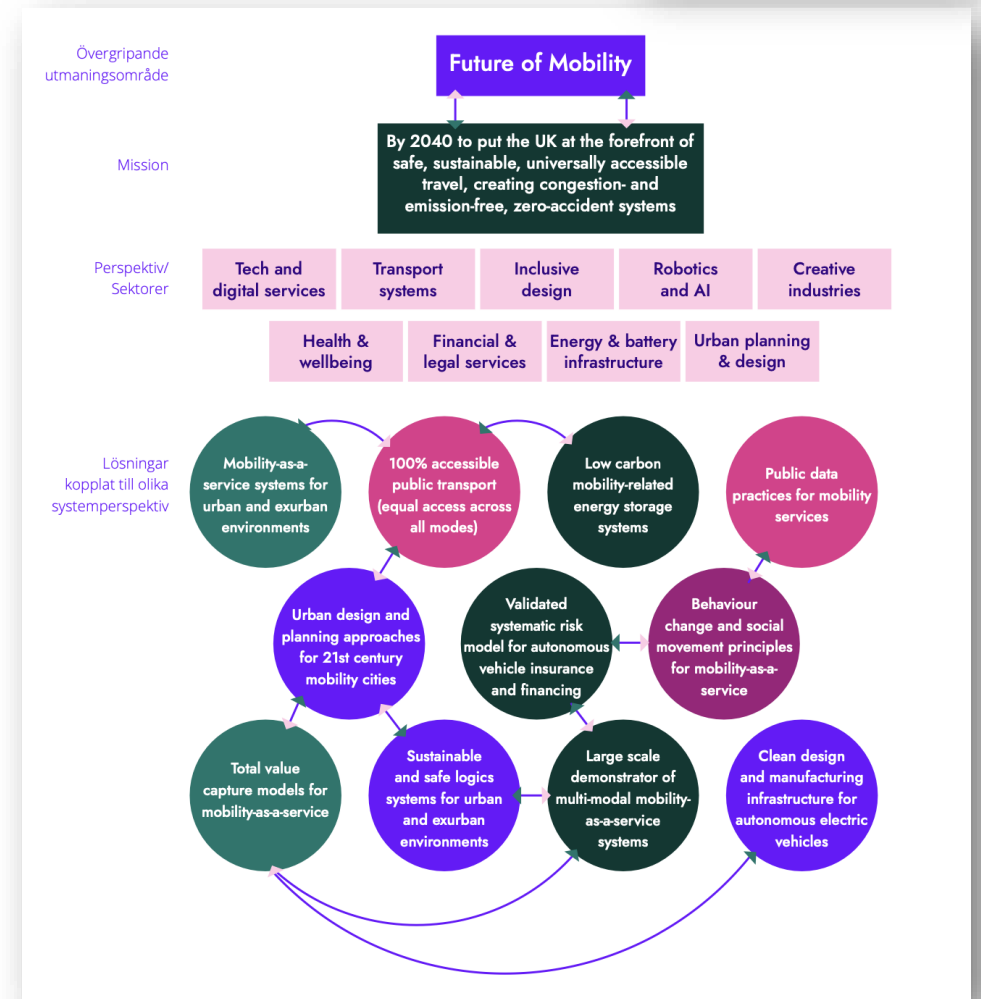 Övergripande
utmaningsområde
Future of Mobility
Mission
By 2040 to put the UK at the forefront of
safe, sustainable, universally accessible
travel, creating congestion- and
emission-free, zero-accident systems
Perspektiv/
Sektorer
Tech and
digital services
Transport
systems
Inclusive
design
Robotics
and AI
Creative
industries
Health &
wellbeing
Financial &
legal services
Energy & battery
infrastructure
Urban planning
& design
Lösningar
kopplat till olika
systemperspektiv
Mobility-as-a-
service systems for
urban and exurban
environments
100% accessible
public transport
(equal access across
all modes)
Low carbon
mobility-related
energy storage
systems
Public data
practices for mobility
services
Urban design and
planning approaches
for 21st century
mobility cities
Validated
systematic risk
model for autonomous
vehicle insurance
and financing
Behaviour
change and social
movement principles
for mobility-as-a-
service
Total value
capture models for
mobility-as-a-service
Sustainable
and safe logics
systems for urban
and exurban
environments
Large scale
demonstrator of
multi-modal mobility-
as-a-service
systems
Clean design
and manufacturing
infrastructure for
autonomous electric
vehicles